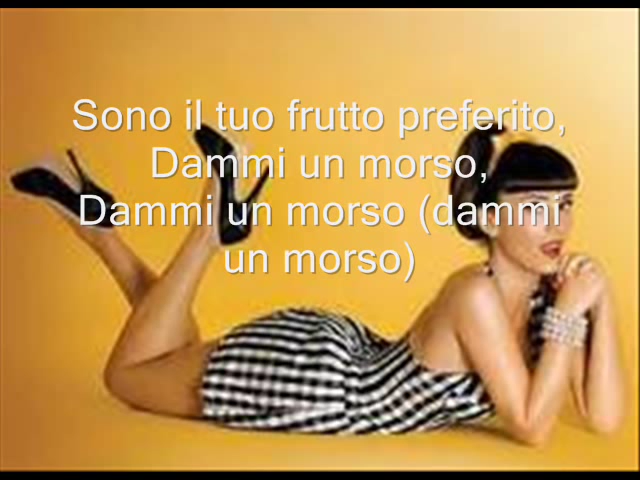 Sono il tuo frutto preferito,
Dammi un morso,
Dammi un morso (dammi
un morso)